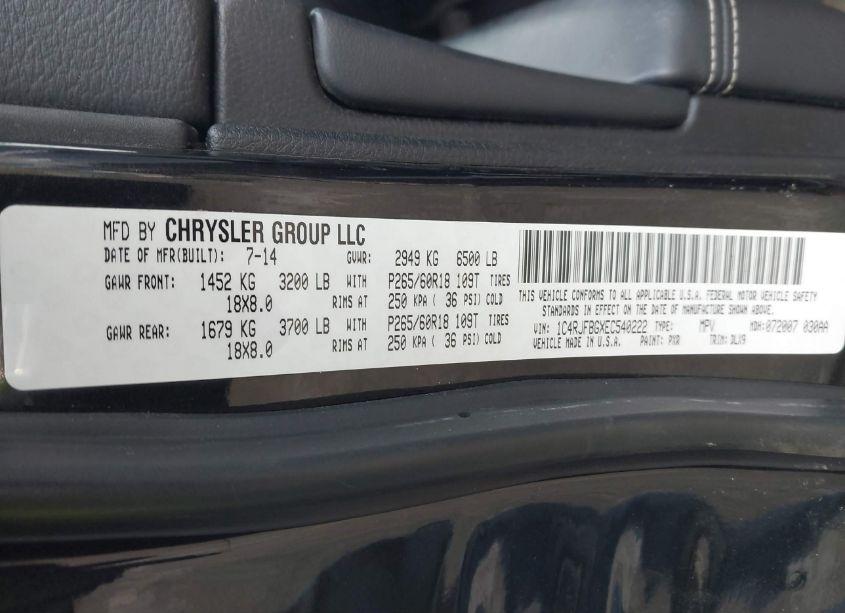 MFD BY CHRYSLER GROUP LLC
DATE OF MFR(BUILT): 7-14 GVWR: 2949 KG 6500 LB
GAWR FRONT: 1452 KG 3200 LB WITH P265/60R18 109T TIRES
18X8.0 RIMS AT 250 KPA ( 36 PSI) COLD
GAWR REAR: 1679 KG 3700 LB WITH P265/60R18 109T TIRES
18X8.0 RIMS AT 250 KPA ( 36 PSI) COLD
THIS VEHICLE CONFORMS TO ALL APPLICABLE U.S.A. FEDERAL MOTOR VEHICLE SAFETY
STANDARDS IN EFFECT ON THE DATE OF MANUFACTURE SHOWN ABOVE.
VIN: 1C4RJFBGXEC540222 TYPE: MPV MDH: 072007 030AA
VEHICLE MADE IN U.S.A. PAINT: PXR TRIM: DLX9